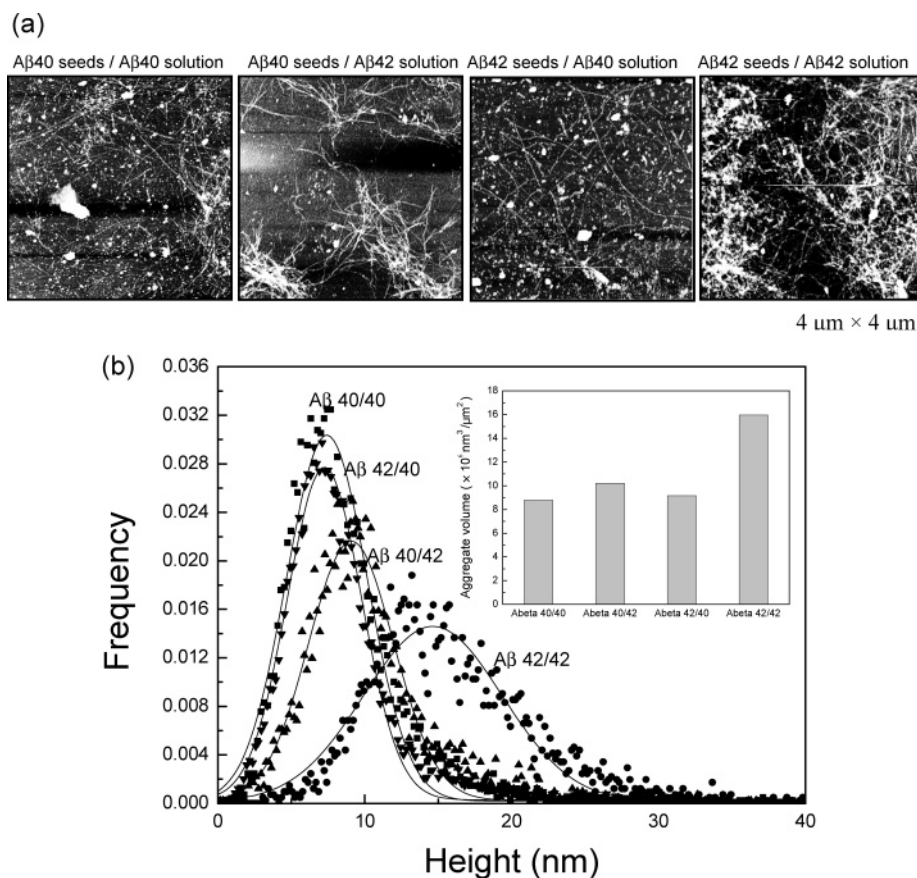 (a)
Aβ40 seeds / Aβ40 solution
Aβ40 seeds / Aβ42 solution
Aβ42 seeds / Aβ40 solution
Aβ42 seeds / Aβ42 solution
4 um × 4 um
(b)
Frequency
0.036
0.032
0.028
0.024
0.020
0.016
0.012
0.008
0.004
0.000
Aβ 40/40
Aβ 42/40
Aβ 40/42
Aβ 42/42
Aggregate volume ( × 10⁶ nm³/μm²)
18
16
14
12
10
8
6
4
2
0
Abeta 40/40 Abeta 40/42 Abeta 42/40 Abeta 42/42
0 10 20 30 40
Height (nm)